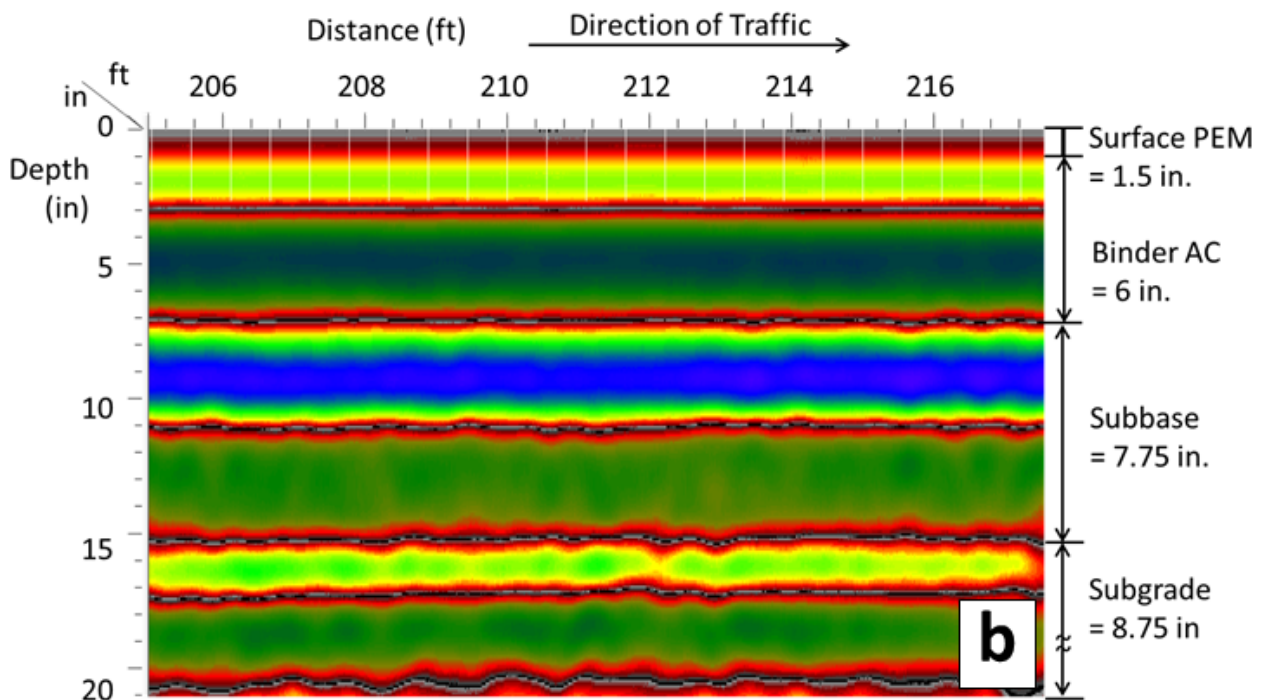 Distance (ft)
Direction of Traffic
ft
206
208
210
212
214
216
in
0
Depth
(in)
5
10
15
20
Surface PEM
= 1.5 in.
Binder AC
= 6 in.
Subbase
= 7.75 in.
Subgrade
= 8.75 in
≈
b